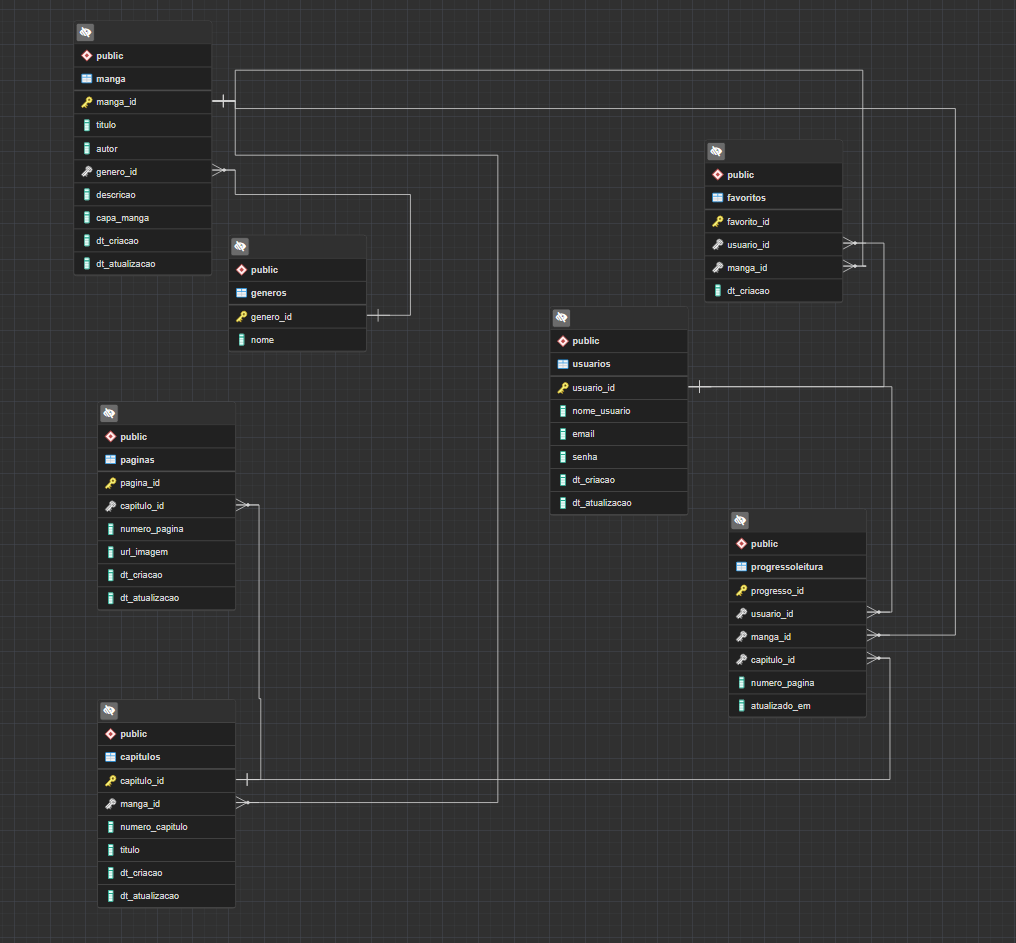 public
manga
manga_id
titulo
autor
genero_id
descricao
capa_manga
dt_criacao
dt_atualizacao
public
generos
genero_id
nome
public
favoritos
favorito_id
usuario_id
manga_id
dt_criacao
public
usuarios
usuario_id
nome_usuario
email
senha
dt_criacao
dt_atualizacao
public
paginas
pagina_id
capitulo_id
numero_pagina
url_imagem
dt_criacao
dt_atualizacao
public
progressoleitura
progresso_id
usuario_id
manga_id
capitulo_id
numero_pagina
atualizado_em
public
capitulos
capitulo_id
manga_id
numero_capitulo
titulo
dt_criacao
dt_atualizacao